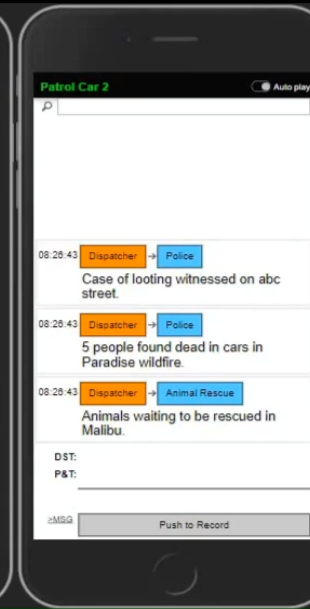 Patrol Car 2 Auto play
08:26:43 Dispatcher → Police
Case of looting witnessed on abc
street.
08:26:43 Dispatcher → Police
5 people found dead in cars in
Paradise wildfire.
08:26:43 Dispatcher → Animal Rescue
Animals waiting to be rescued in
Malibu.
DST:
P&T:
>MSG Push to Record